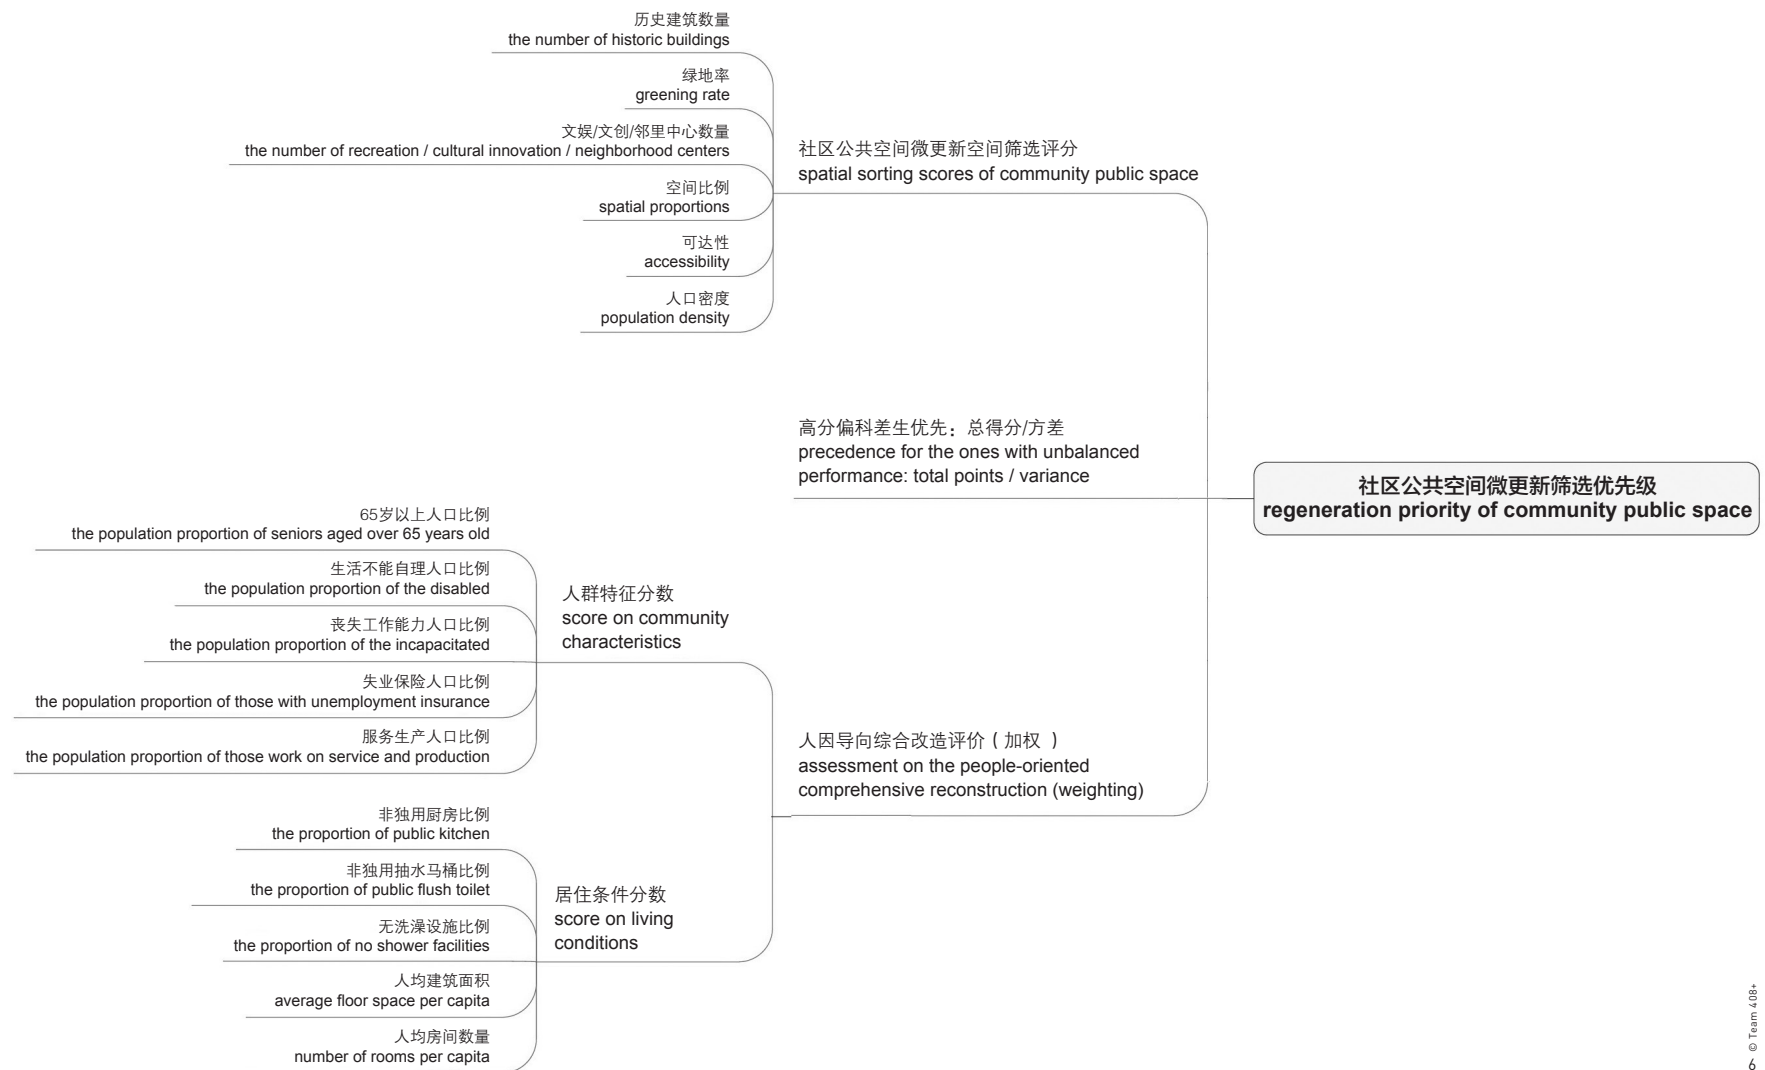 历史建筑数量
the number of historic buildings
绿地率
greening rate
文娱/文创/邻里中心数量
the number of recreation / cultural innovation / neighborhood centers
空间比例
spatial proportions
可达性
accessibility
人口密度
population density
社区公共空间微更新空间筛选评分
spatial sorting scores of community public space
高分偏科差生优先：总得分/方差
precedence for the ones with unbalanced
performance: total points / variance
社区公共空间微更新筛选优先级
regeneration priority of community public space
65岁以上人口比例
the population proportion of seniors aged over 65 years old
生活不能自理人口比例
the population proportion of the disabled
丧失工作能力人口比例
the population proportion of the incapacitated
失业保险人口比例
the population proportion of those with unemployment insurance
服务生产人口比例
the population proportion of those work on service and production
人群特征分数
score on community
characteristics
人因导向综合改造评价（加权 ）
assessment on the people-oriented
comprehensive reconstruction (weighting)
非独用厨房比例
the proportion of public kitchen
非独用抽水马桶比例
the proportion of public flush toilet
无洗澡设施比例
the proportion of no shower facilities
人均建筑面积
average floor space per capita
人均房间数量
number of rooms per capita
居住条件分数
score on living
conditions
© Team 408+
6